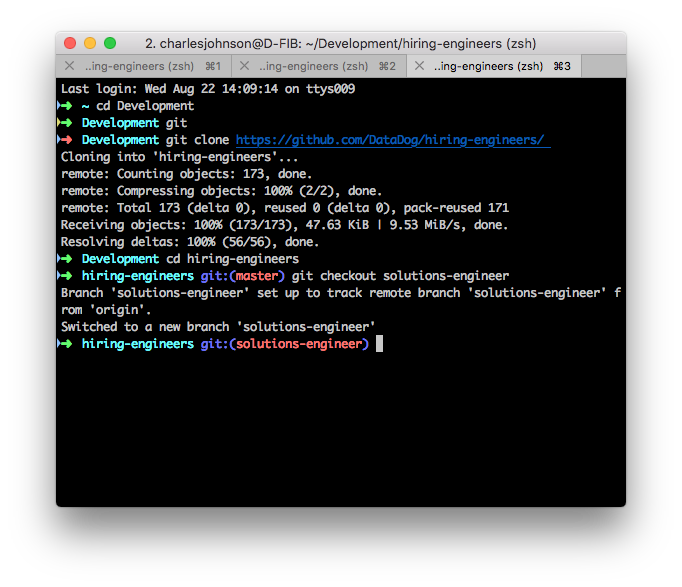 2. charlesjohnson@D-FIB: ~/Development/hiring-engineers (zsh)
..ing-engineers (zsh) ⌘1 ..ing-engineers (zsh) ⌘2 ..ing-engineers (zsh) ⌘3
Last login: Wed Aug 22 14:09:14 on ttys009
➜ ~ cd Development
➜ Development git
➜ Development git clone https://github.com/DataDog/hiring-engineers/
Cloning into 'hiring-engineers'...
remote: Counting objects: 173, done.
remote: Compressing objects: 100% (2/2), done.
remote: Total 173 (delta 0), reused 0 (delta 0), pack-reused 171
Receiving objects: 100% (173/173), 47.63 KiB | 9.53 MiB/s, done.
Resolving deltas: 100% (56/56), done.
➜ Development cd hiring-engineers
➜ hiring-engineers git:(master) git checkout solutions-engineer
Branch 'solutions-engineer' set up to track remote branch 'solutions-engineer' f
rom 'origin'.
Switched to a new branch 'solutions-engineer'
➜ hiring-engineers git:(solutions-engineer)